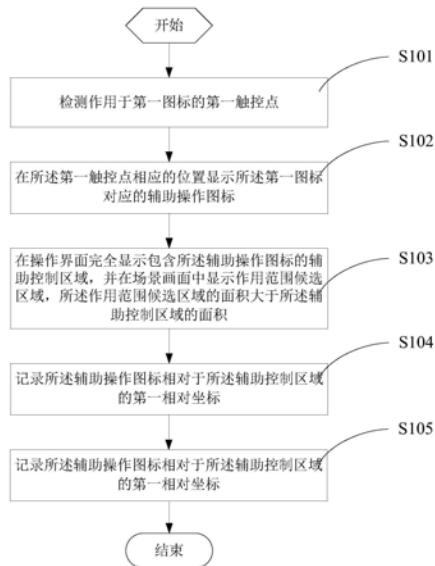 开始
S101
检测作用于第一图标的第一触控点
S102
在所述第一触控点相应的位置显示所述第一图标
对应的辅助操作图标
S103
在操作界面完全显示包含所述辅助操作图标的辅
助控制区域，并在场景画面中显示作用范围候选
区域，所述作用范围候选区域的面积大于所述辅
助控制区域的面积
S104
记录所述辅助操作图标相对于所述辅助控制区域
的第一相对坐标
S105
记录所述辅助操作图标相对于所述辅助控制区域
的第一相对坐标
结束